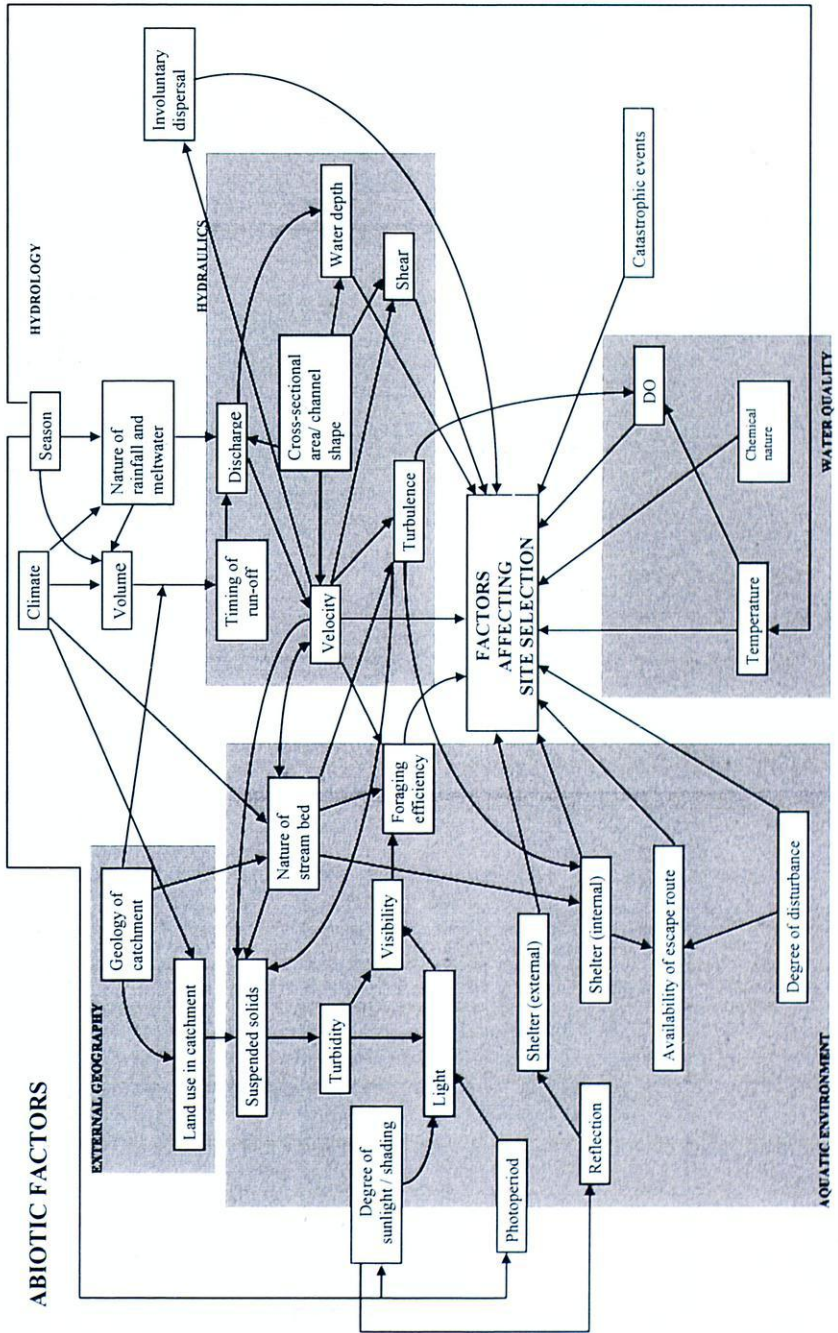 ABIOTIC FACTORS
EXTERNAL GEOGRAPHY
Geology of
catchment
Land use in catchment
HYDROLOGY
Climate
Season
Volume
Nature of
rainfall and
meltwater
Involuntary
dispersal
HYDRAULICS
Timing of
run-off
Discharge
Velocity
Cross-sectional
area/ channel
shape
Water depth
Turbulence
Shear
Suspended solids
Nature of
stream bed
Turbidity
Visibility
Foraging
efficiency
Degree of
sunlight / shading
Light
Photoperiod
Reflection
Shelter (external)
Shelter (internal)
Availability of escape route
Degree of disturbance
AQUATIC ENVIRONMENT
FACTORS
AFFECTING
SITE SELECTION
Catastrophic events
Temperature
DO
Chemical
nature
WATER QUALITY